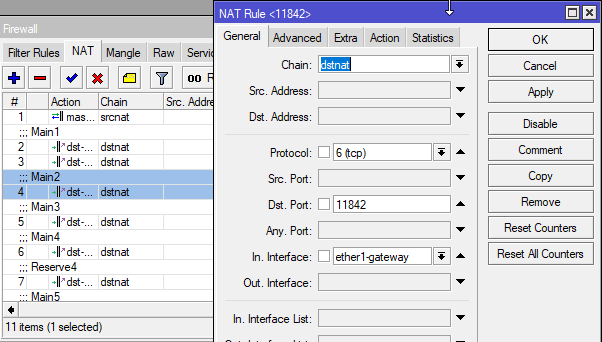 Firewall
Filter Rules NAT Mangle Raw Servic
00 R
# Action Chain Src. Addre
1 mas... srcnat
;;; Main1
2 dst-... dstnat
3 dst-... dstnat
;;; Main2
4 dst-... dstnat
;;; Main3
5 dst-... dstnat
;;; Main4
6 dst-... dstnat
;;; Reserve4
7 dst-... dstnat
;;; Main5
11 items (1 selected)
NAT Rule <11842>
General Advanced Extra Action Statistics
Chain: dstnat
Src. Address:
Dst. Address:
Protocol: 6 (tcp)
Src. Port:
Dst. Port: 11842
Any. Port:
In. Interface: ether1-gateway
Out. Interface:
In. Interface List:
Out. Interface List:
OK
Cancel
Apply
Disable
Comment
Copy
Remove
Reset Counters
Reset All Counters